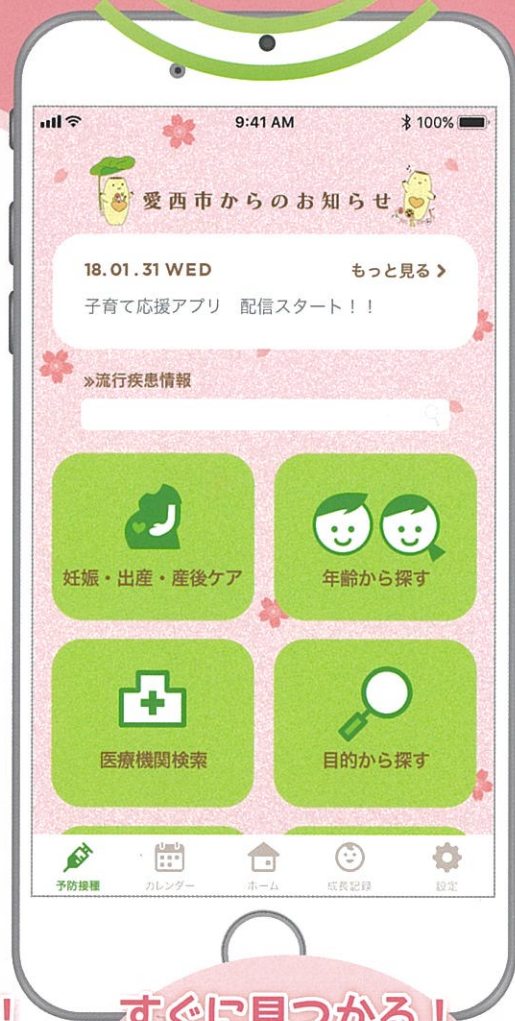 9:41 AM
100%
愛西市からのお知らせ
18.01.31 WED
もっと見る
子育て応援アプリ 配信スタート!!
»流行疾患情報
妊娠・出産・産後ケア
年齢から探す
医療機関検索
目的から探す
予防接種
カレンダー
ホーム
成長記録
設定
!
すぐに見つかる!